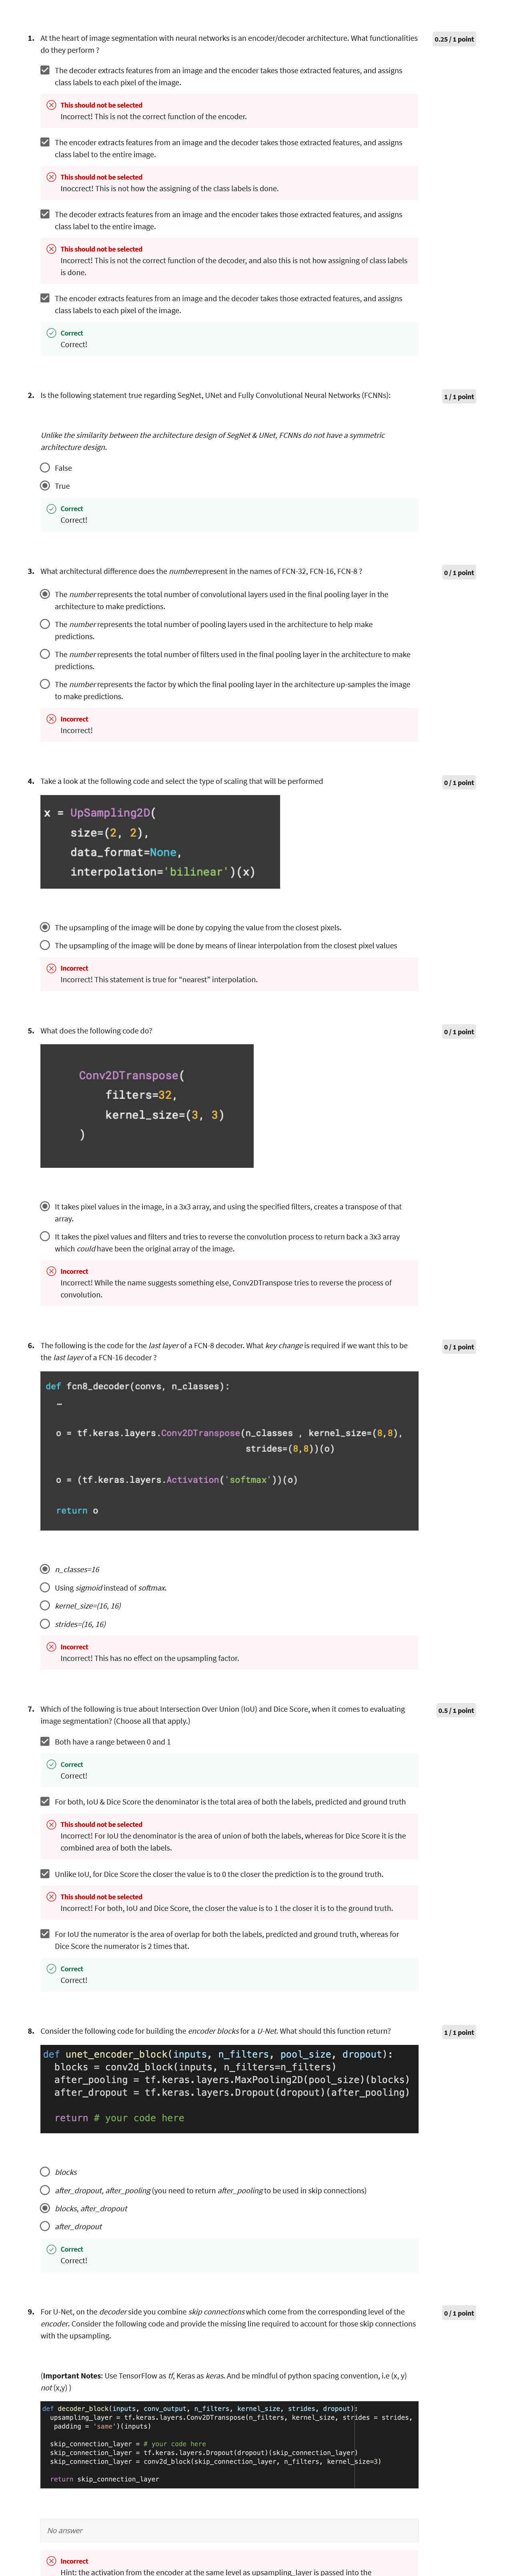 1. At the heart of image segmentation with neural networks is an encoder/decoder architecture. What functionalities
do they perform ?
0.25 / 1 point
The decoder extracts features from an image and the encoder takes those extracted features, and assigns
class labels to each pixel of the image.
This should not be selected
Incorrect! This is not the correct function of the encoder.
The encoder extracts features from an image and the decoder takes those extracted features, and assigns
class label to the entire image.
This should not be selected
Inoccrect! This is not how the assigning of the class labels is done.
The decoder extracts features from an image and the encoder takes those extracted features, and assigns
class label to the entire image.
This should not be selected
Incorrect! This is not the correct function of the decoder, and also this is not how assigning of class labels
is done.
The encoder extracts features from an image and the decoder takes those extracted features, and assigns
class labels to each pixel of the image.
Correct
Correct!
2. Is the following statement true regarding SegNet, UNet and Fully Convolutional Neural Networks (FCNNs):
1 / 1 point
Unlike the similarity between the architecture design of SegNet & UNet, FCNNs do not have a symmetric
architecture design.
False
True
Correct
Correct!
3. What architectural difference does the number represent in the names of FCN-32, FCN-16, FCN-8 ?
0 / 1 point
The number represents the total number of convolutional layers used in the final pooling layer in the
architecture to make predictions.
The number represents the total number of pooling layers used in the architecture to help make
predictions.
The number represents the total number of filters used in the final pooling layer in the architecture to make
predictions.
The number represents the factor by which the final pooling layer in the architecture up-samples the image
to make predictions.
Incorrect
Incorrect!
4. Take a look at the following code and select the type of scaling that will be performed
0 / 1 point
x = UpSampling2D(
size=(2, 2),
data_format=None,
interpolation='bilinear')(x)
The upsampling of the image will be done by copying the value from the closest pixels.
The upsampling of the image will be done by means of linear interpolation from the closest pixel values
Incorrect
Incorrect! This statement is true for "nearest" interpolation.
5. What does the following code do?
0 / 1 point
Conv2DTranspose(
filters=32,
kernel_size=(3, 3)
)
It takes pixel values in the image, in a 3x3 array, and using the specified filters, creates a transpose of that
array.
It takes the pixel values and filters and tries to reverse the convolution process to return back a 3x3 array
which could have been the original array of the image.
Incorrect
Incorrect! While the name suggests something else, Conv2DTranspose tries to reverse the process of
convolution.
6. The following is the code for the last layer of a FCN-8 decoder. What key change is required if we want this to be
the last layer of a FCN-16 decoder ?
0 / 1 point
def fcn8_decoder(convs, n_classes):
…
o = tf.keras.layers.Conv2DTranspose(n_classes , kernel_size=(8,8),
strides=(8,8))(o)
o = (tf.keras.layers.Activation('softmax'))(o)
return o
n_classes=16
Using sigmoid instead of softmax.
kernel_size=(16, 16)
strides=(16, 16)
Incorrect
Incorrect! This has no effect on the upsampling factor.
7. Which of the following is true about Intersection Over Union (IoU) and Dice Score, when it comes to evaluating
image segmentation? (Choose all that apply.)
0.5 / 1 point
Both have a range between 0 and 1
Correct
Correct!
For both, IoU & Dice Score the denominator is the total area of both the labels, predicted and ground truth
This should not be selected
Incorrect! For IoU the denominator is the area of union of both the labels, whereas for Dice Score it is the
combined area of both the labels.
Unlike IoU, for Dice Score the closer the value is to 0 the closer the prediction is to the ground truth.
This should not be selected
Incorrect! For both, IoU and Dice Score, the closer the value is to 1 the closer it is to the ground truth.
For IoU the numerator is the area of overlap for both the labels, predicted and ground truth, whereas for
Dice Score the numerator is 2 times that.
Correct
Correct!
8. Consider the following code for building the encoder blocks for a U-Net. What should this function return?
1 / 1 point
def unet_encoder_block(inputs, n_filters, pool_size, dropout):
blocks = conv2d_block(inputs, n_filters=n_filters)
after_pooling = tf.keras.layers.MaxPooling2D(pool_size)(blocks)
after_dropout = tf.keras.layers.Dropout(dropout)(after_pooling)
return # your code here
blocks
after_dropout, after_pooling (you need to return after_pooling to be used in skip connections)
blocks, after_dropout
after_dropout
Correct
Correct!
9. For U-Net, on the decoder side you combine skip connections which come from the corresponding level of the
encoder. Consider the following code and provide the missing line required to account for those skip connections
with the upsampling.
0 / 1 point
(Important Notes: Use TensorFlow as tf, Keras as keras. And be mindful of python spacing convention, i.e (x, y)
not (x,y) )
def decoder_block(inputs, conv_output, n_filters, kernel_size, strides, dropout):
upsampling_layer = tf.keras.layers.Conv2DTranspose(n_filters, kernel_size, strides = strides,
padding = 'same')(inputs)
skip_connection_layer = # your code here
skip_connection_layer = tf.keras.layers.Dropout(dropout)(skip_connection_layer)
skip_connection_layer = conv2d_block(skip_connection_layer, n_filters, kernel_size=3)
return skip_connection_layer
No answer
Incorrect
Hint: the activation from the encoder at the same level as upsampling_layer is passed into the